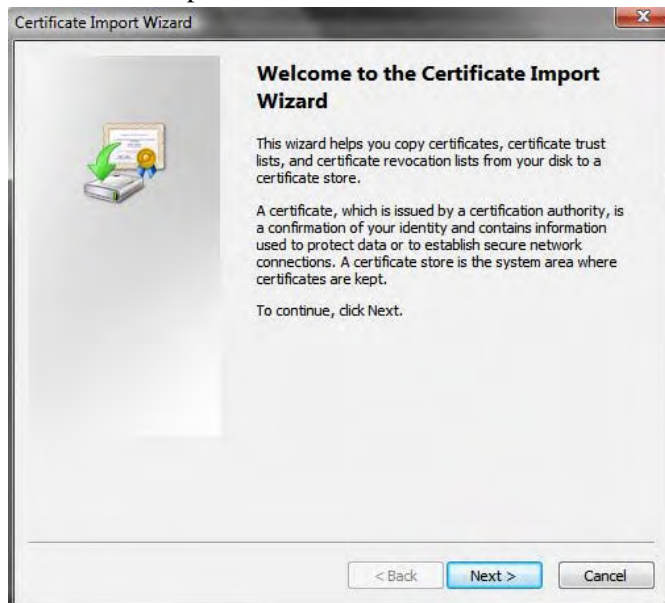 Certificate Import Wizard
Welcome to the Certificate Import
Wizard
This wizard helps you copy certificates, certificate trust
lists, and certificate revocation lists from your disk to a
certificate store.
A certificate, which is issued by a certification authority, is
a confirmation of your identity and contains information
used to protect data or to establish secure network
connections. A certificate store is the system area where
certificates are kept.
To continue, click Next.
< Back Next > Cancel